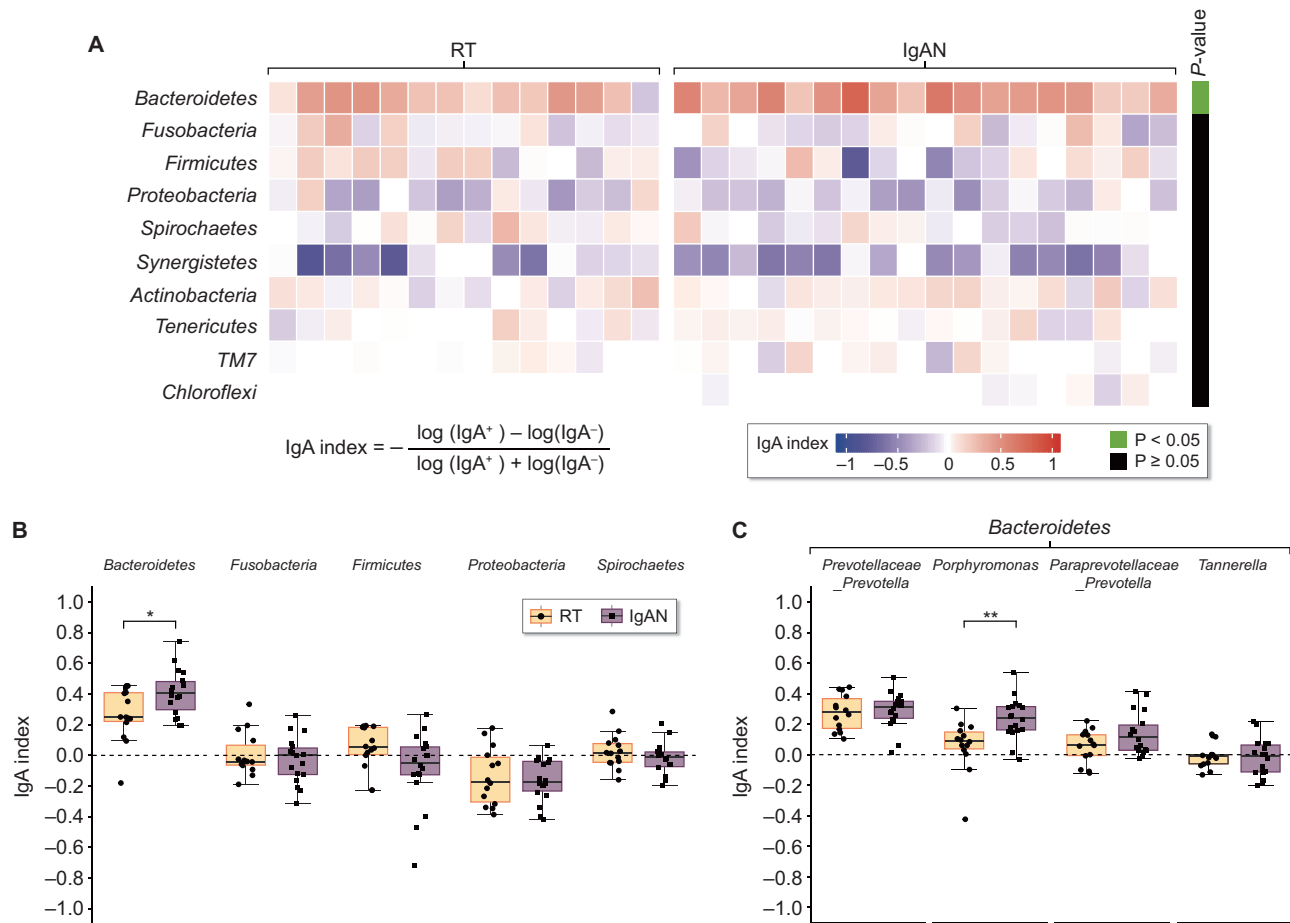 A
RT
IgAN
P-value
Bacteroidetes
Fusobacteria
Firmicutes
Proteobacteria
Spirochaetes
Synergistetes
Actinobacteria
Tenericutes
TM7
Chloroflexi
IgA index = – log (IgA⁺ ) – log(IgA⁻)
log (IgA⁺ ) + log(IgA⁻)
IgA index
–1 –0.5 0 0.5 1
P < 0.05
P ≥ 0.05
B
Bacteroidetes Fusobacteria Firmicutes Proteobacteria Spirochaetes
IgA index
1.0
0.8
0.6
0.4
0.2
0.0
–0.2
–0.4
–0.6
–0.8
–1.0
*
RT IgAN
C
Bacteroidetes
Prevotellaceae Porphyromonas Paraprevotellaceae Tannerella
_Prevotella _Prevotella
IgA index
1.0
0.8
0.6
0.4
0.2
0.0
–0.2
–0.4
–0.6
–0.8
–1.0
**